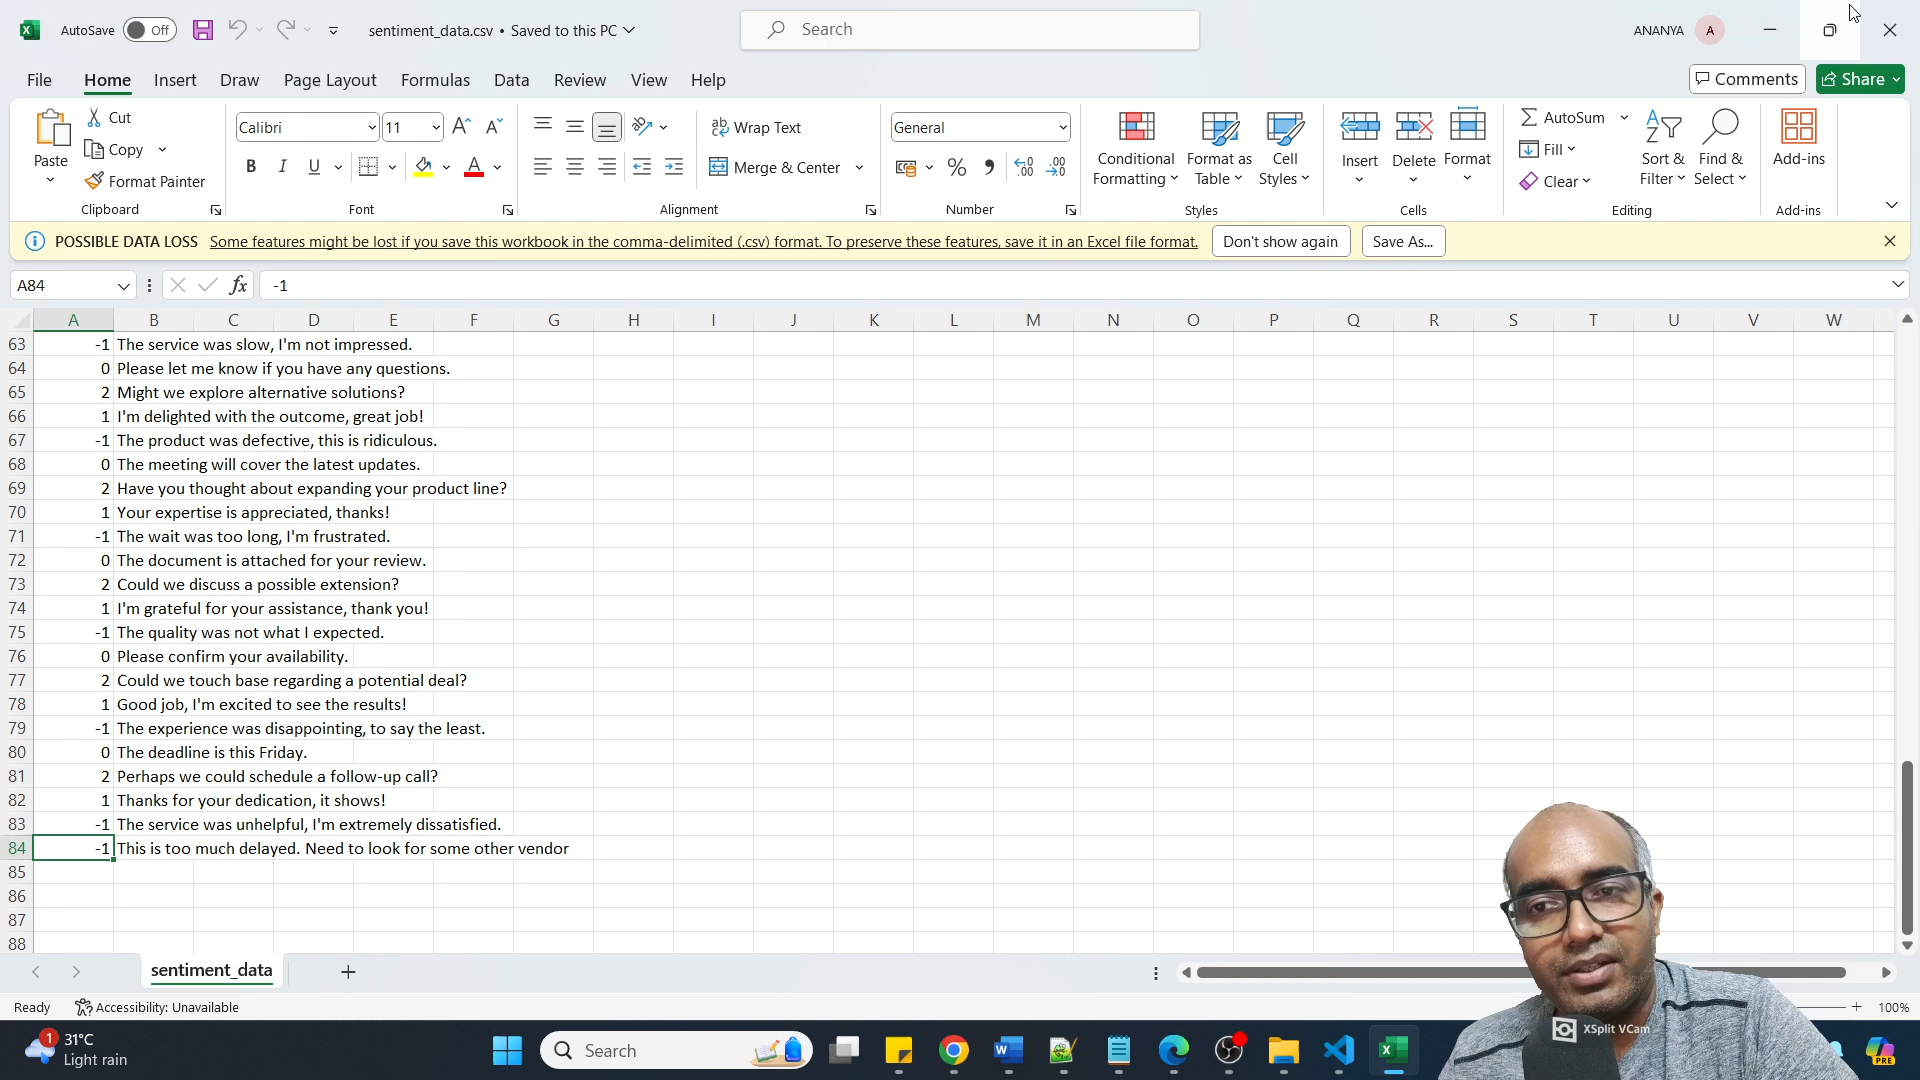 AutoSave Off sentiment_data.csv • Saved to this PC Search ANANYA A
File Home Insert Draw Page Layout Formulas Data Review View Help Comments Share
Paste Cut Copy Format Painter Clipboard
Calibri 11 B I U A Font
Wrap Text Merge & Center Alignment
General % Number
Conditional Formatting Format as Table Cell Styles Styles
Insert Delete Format Cells
AutoSum Fill Clear Sort & Filter Find & Select Editing
Add-ins Add-ins
POSSIBLE DATA LOSS Some features might be lost if you save this workbook in the comma-delimited (.csv) format. To preserve these features, save it in an Excel file format. Don't show again Save As...
A84 fx -1
A B C D E F G H I J K L M N O P Q R S T U V W
63 -1 The service was slow, I'm not impressed.
64 0 Please let me know if you have any questions.
65 2 Might we explore alternative solutions?
66 1 I'm delighted with the outcome, great job!
67 -1 The product was defective, this is ridiculous.
68 0 The meeting will cover the latest updates.
69 2 Have you thought about expanding your product line?
70 1 Your expertise is appreciated, thanks!
71 -1 The wait was too long, I'm frustrated.
72 0 The document is attached for your review.
73 2 Could we discuss a possible extension?
74 1 I'm grateful for your assistance, thank you!
75 -1 The quality was not what I expected.
76 0 Please confirm your availability.
77 2 Could we touch base regarding a potential deal?
78 1 Good job, I'm excited to see the results!
79 -1 The experience was disappointing, to say the least.
80 0 The deadline is this Friday.
81 2 Perhaps we could schedule a follow-up call?
82 1 Thanks for your dedication, it shows!
83 -1 The service was unhelpful, I'm extremely dissatisfied.
84 -1 This is too much delayed. Need to look for some other vendor
85
86
87
88
sentiment_data
Ready Accessibility: Unavailable 100%
XSplit VCam
1 31°C
Light rain
Search
PRE